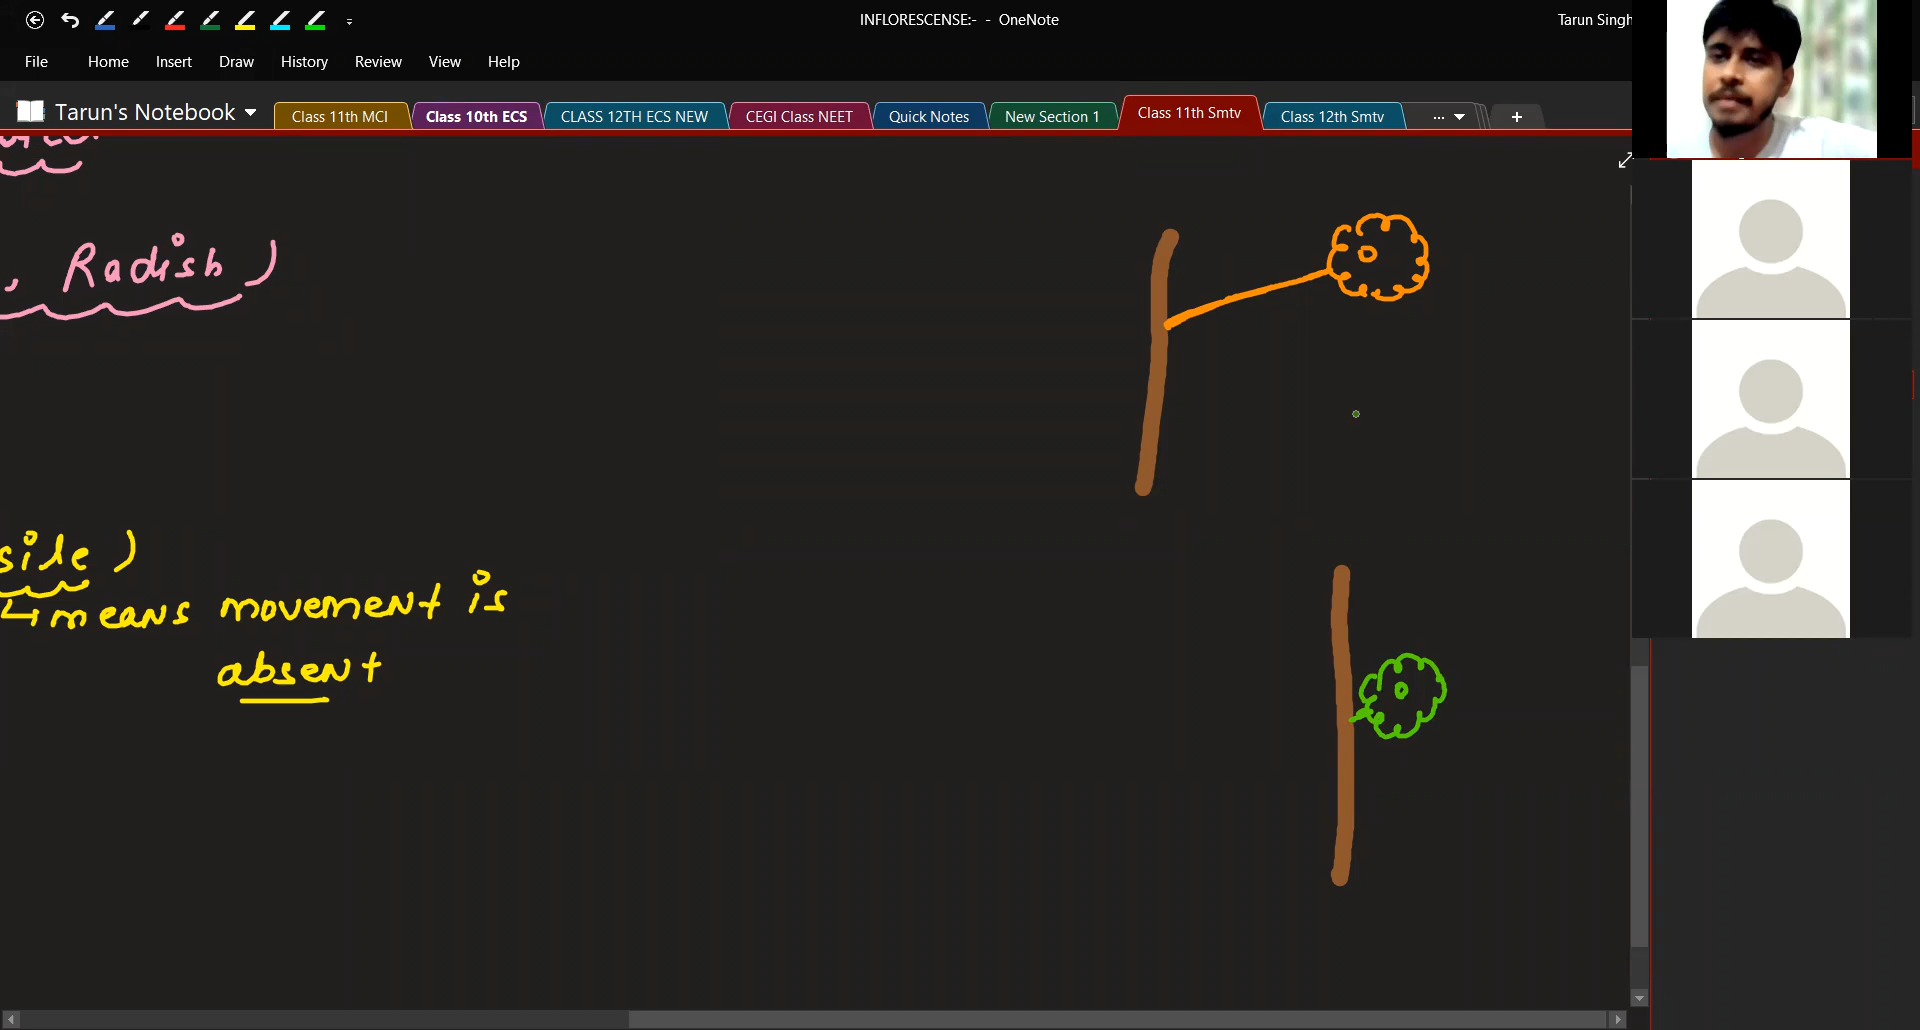 INFLORESCENSE:- - OneNote
Tarun Singh
File Home Insert Draw History Review View Help
Tarun's Notebook
Class 11th MCI
Class 10th ECS
CLASS 12TH ECS NEW
CEGI Class NEET
Quick Notes
New Section 1
Class 11th Smtv
Class 12th Smtv
... +
, Radish )
sile )
means movement is
absent